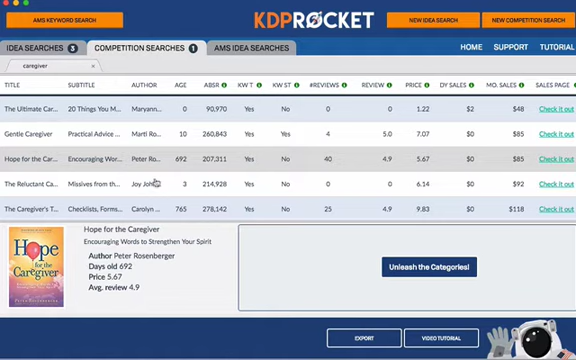 AMS KEYWORD SEARCH
KDPROCKET
NEW IDEA SEARCH
NEW COMPETITION SEARCH
IDEA SEARCHES 3
COMPETITION SEARCHES 1
AMS IDEA SEARCHES
HOME SUPPORT TUTORIAL
caregiver ×
TITLE SUBTITLE AUTHOR AGE ABSR KW T KW ST #REVIEWS REVIEW PRICE DY SALES MO. SALES SALES PAGE
The Ultimate Car... 20 Things You M... Maryann... 0 90,970 Yes No 0 0 1.22 $2 $48 Check it out
Gentle Caregiver Practical Advice ... Marti Ro... 10 260,843 Yes Yes 4 5.0 7.07 $0 $85 Check it out
Hope for the Car... Encouraging Wor... Peter Ro... 692 207,311 Yes No 40 4.9 5.67 $0 $85 Check it out
The Reluctant Ca... Missives from th... Joy Joh... 3 214,928 Yes No 0 0 6.14 $0 $92 Check it out
The Caregiver's T... Checklists, Forms... Carolyn ... 765 278,142 Yes No 25 4.9 9.83 $0 $118 Check it out
Hope for the Caregiver
Encouraging Words to Strengthen Your Spirit
Author Peter Rosenberger
Days old 692
Price 5.67
Avg. review 4.9
Hope
for the
Caregiver
Unleash the Categories!
EXPORT
VIDEO TUTORIAL